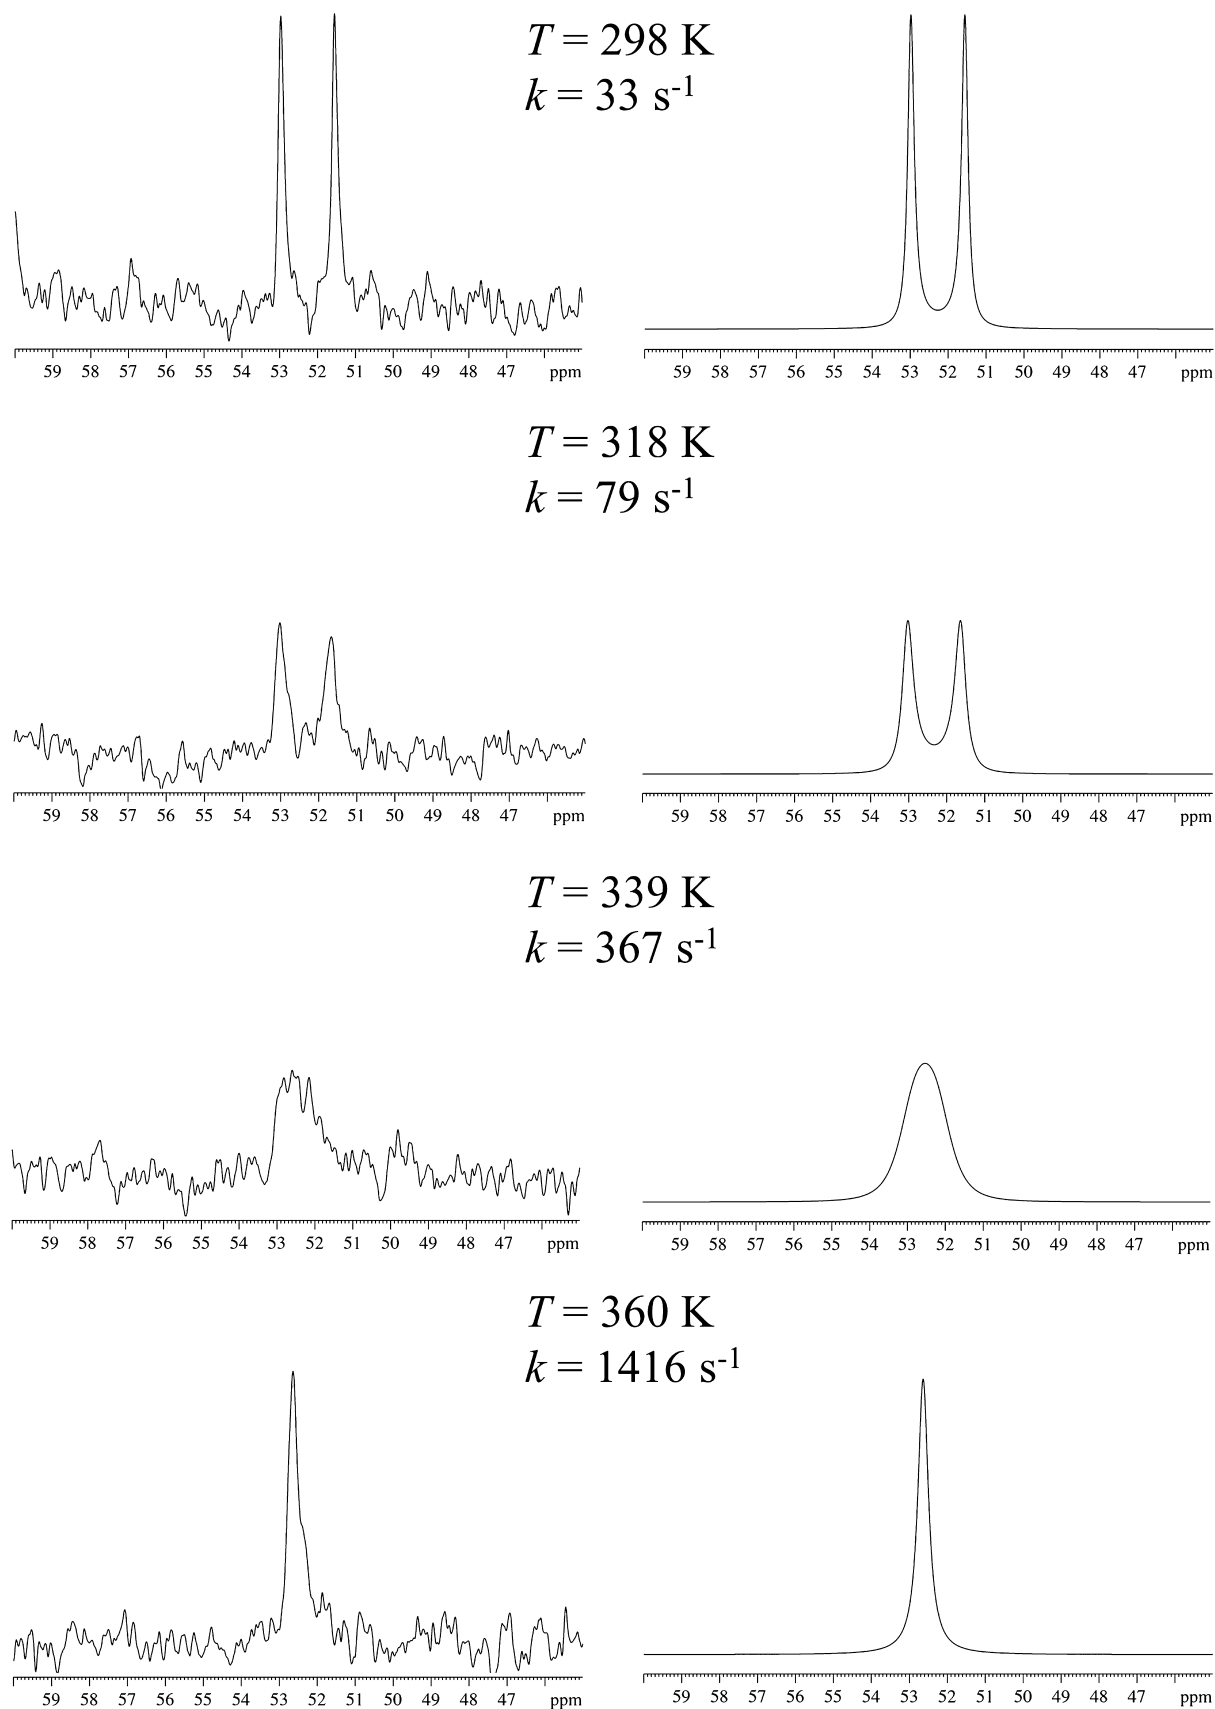 T = 298 K
k = 33 s-1
59 58 57 56 55 54 53 52 51 50 49 48 47 ppm
59 58 57 56 55 54 53 52 51 50 49 48 47 ppm
T = 318 K
k = 79 s-1
59 58 57 56 55 54 53 52 51 50 49 48 47 ppm
59 58 57 56 55 54 53 52 51 50 49 48 47 ppm
T = 339 K
k = 367 s-1
59 58 57 56 55 54 53 52 51 50 49 48 47 ppm
59 58 57 56 55 54 53 52 51 50 49 48 47 ppm
T = 360 K
k = 1416 s-1
59 58 57 56 55 54 53 52 51 50 49 48 47 ppm
59 58 57 56 55 54 53 52 51 50 49 48 47 ppm